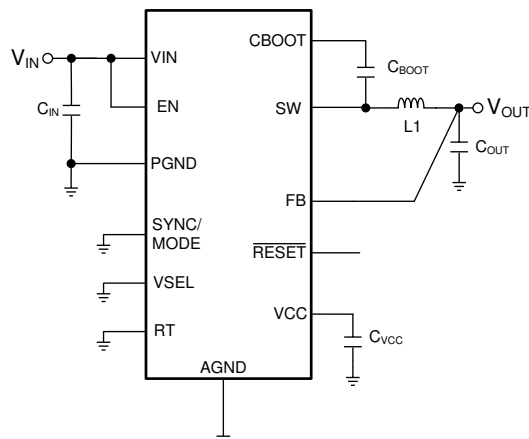 VIN
CIN
VIN
EN
PGND
SYNC/
MODE
VSEL
RT
AGND
CBOOT
SW
FB
RESET
VCC
CBOOT
L1
VOUT
COUT
CVCC